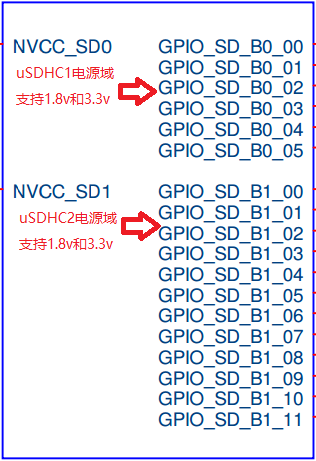 NVCC_SD0 GPIO_SD_B0_00
GPIO_SD_B0_01
uSDHC1电源域 GPIO_SD_B0_02
支持1.8v和3.3v GPIO_SD_B0_03
GPIO_SD_B0_04
GPIO_SD_B0_05
NVCC_SD1 GPIO_SD_B1_00
uSDHC2电源域 GPIO_SD_B1_01
GPIO_SD_B1_02
支持1.8v和3.3v GPIO_SD_B1_03
GPIO_SD_B1_04
GPIO_SD_B1_05
GPIO_SD_B1_06
GPIO_SD_B1_07
GPIO_SD_B1_08
GPIO_SD_B1_09
GPIO_SD_B1_10
GPIO_SD_B1_11